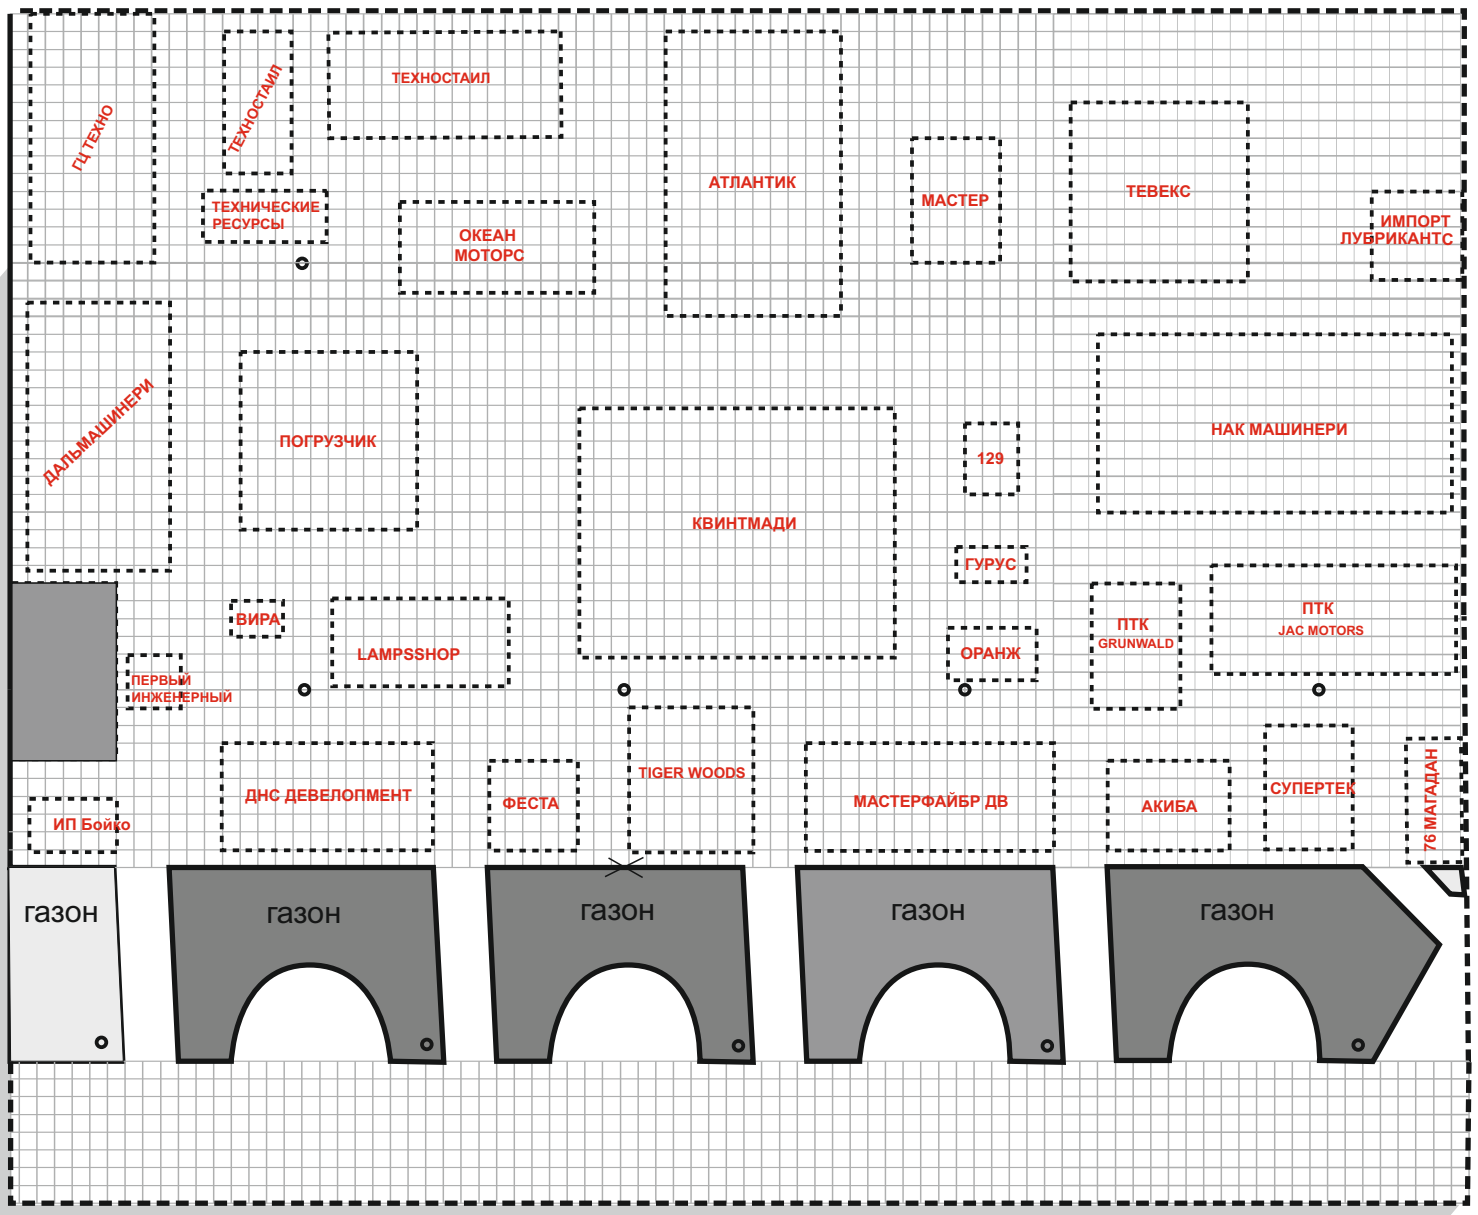 ГЦ ТЕХНО
ТЕХНОСТАИЛ
ТЕХНОСТАИЛ
АТЛАНТИК
МАСТЕР
ТЕВЕКС
ИМПОРТ
ЛУБРИКАНТС
ТЕХНИЧЕСКИЕ
РЕСУРСЫ
ОКЕАН
МОТОРС
ДАЛЬМАШИНЕРИ
ПОГРУЗЧИК
КВИНТМАДИ
129
НАК МАШИНЕРИ
ГУРУС
ВИРА
LAMPSSHOP
ОРАНЖ
ПТК
GRUNWALD
ПТК
JAC MOTORS
ПЕРВЫЙ
ИНЖЕНЕРНЫЙ
ИП Бойко
ДНС ДЕВЕЛОПМЕНТ
ФЕСТА
TIGER WOODS
МАСТЕРФАЙБР ДВ
АКИБА
СУПЕРТЕК
76 МАГАДАН
газон
газон
газон
газон
газон